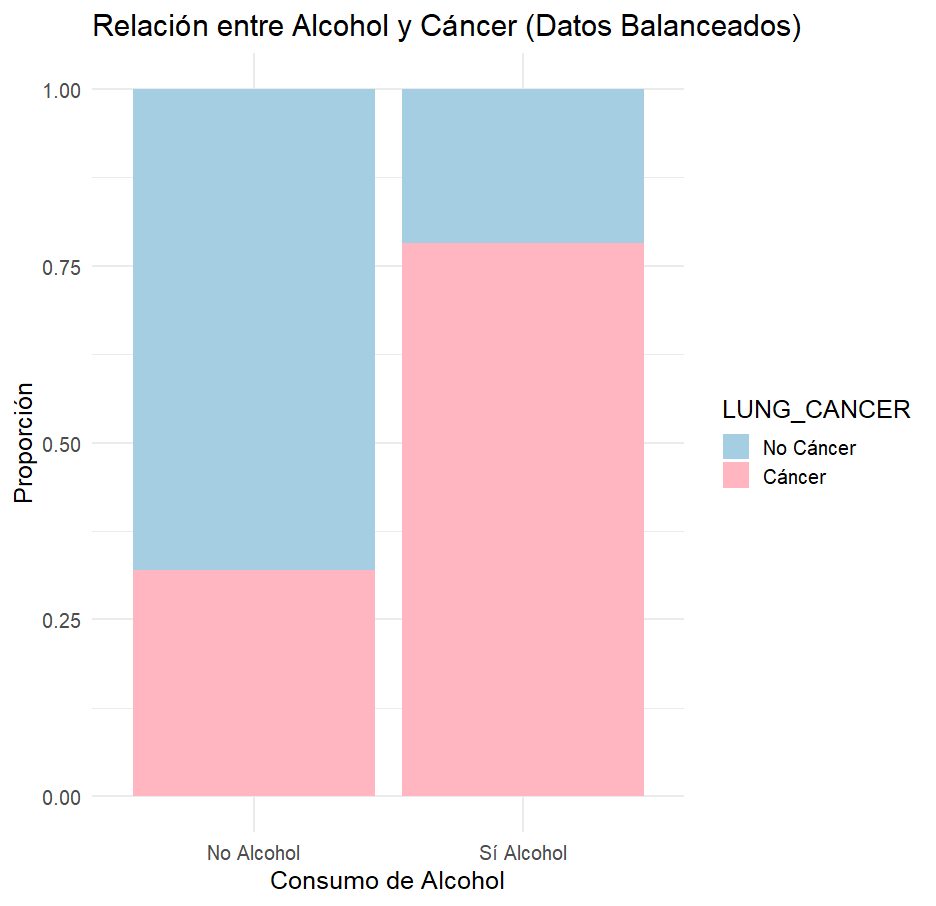 Relación entre Alcohol y Cáncer (Datos Balanceados)
Proporción
1.00
0.75
0.50
0.25
0.00
No Alcohol
Sí Alcohol
Consumo de Alcohol
LUNG_CANCER
No Cáncer
Cáncer